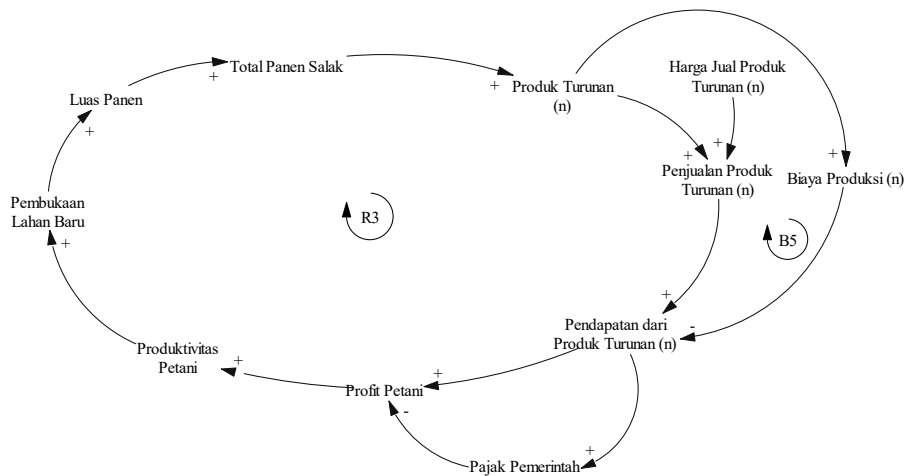 Total Panen Salak
+
Luas Panen
+
Pembukaan
Lahan Baru
+
Produktivitas
Petani
+
Profit Petani
+
-
Pajak Pemerintah
+
Pendapatan dari
Produk Turunan (n)
+
-
Penjualan Produk
Turunan (n)
+
+
Harga Jual Produk
Turunan (n)
Produk Turunan
(n)
+
Biaya Produksi (n)
+
R3
B5